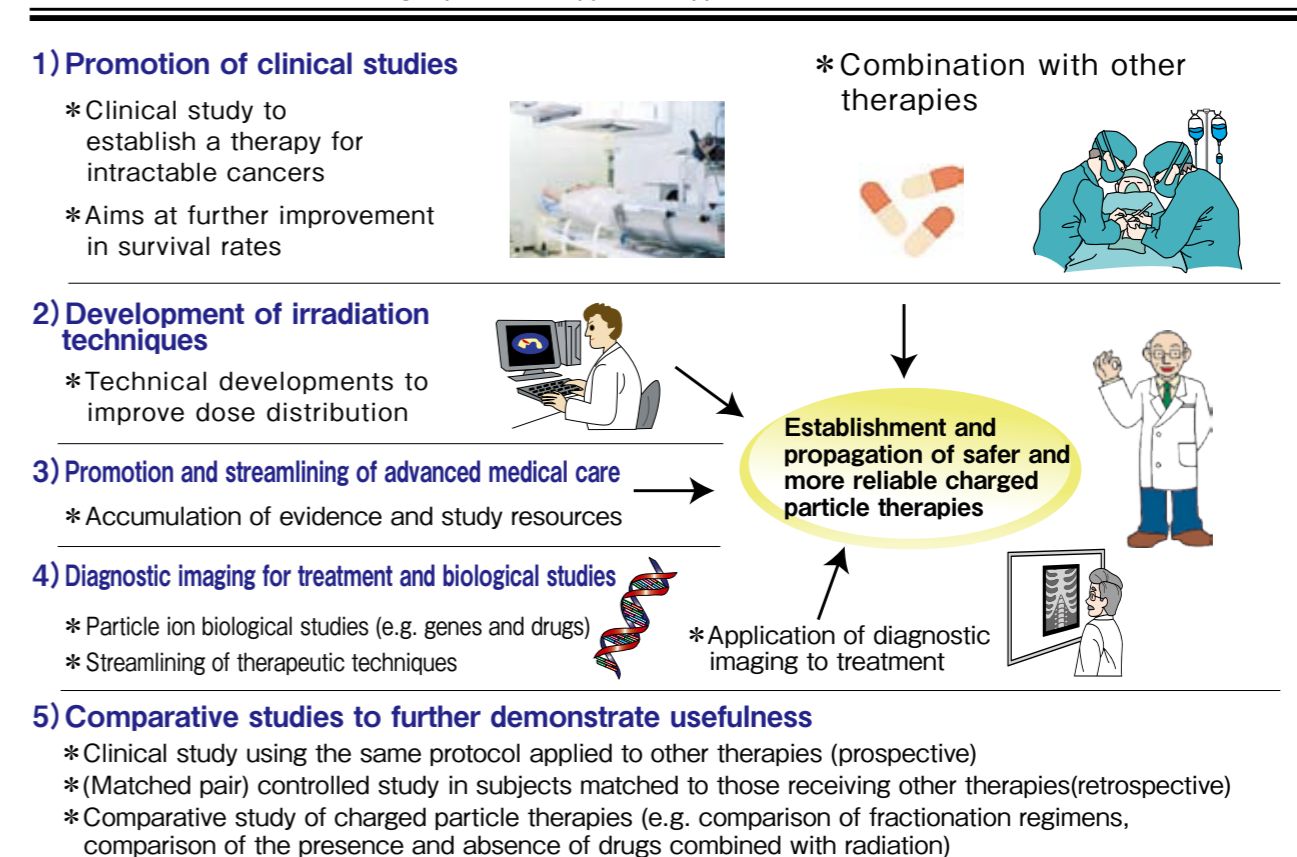 1) Promotion of clinical studies
*Clinical study to
establish a therapy for
intractable cancers
*Aims at further improvement
in survival rates
*Combination with other
therapies
2) Development of irradiation
techniques
*Technical developments to
improve dose distribution
Establishment and
propagation of safer and
more reliable charged
particle therapies
3) Promotion and streamlining of advanced medical care
*Accumulation of evidence and study resources
4) Diagnostic imaging for treatment and biological studies
*Particle ion biological studies (e.g. genes and drugs)
*Streamlining of therapeutic techniques
*Application of diagnostic
imaging to treatment
5) Comparative studies to further demonstrate usefulness
*Clinical study using the same protocol applied to other therapies (prospective)
*(Matched pair) controlled study in subjects matched to those receiving other therapies(retrospective)
*Comparative study of charged particle therapies (e.g. comparison of fractionation regimens,
comparison of the presence and absence of drugs combined with radiation)